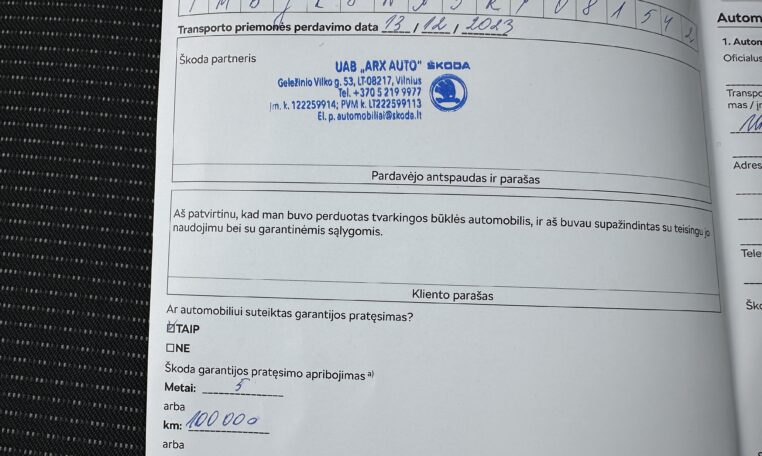 Transporto priemonės perdavimo data 13 / 12 / 2023
Škoda partneris
UAB „ARX AUTO" ŠKODA
Geležinio Vilko g. 53, LT-08217, Vilnius
Tel. +370 5 219 9977
Įm. k. 122259914; PVM k. LT222599113
El. p. automobiliai@skoda.lt
Pardavėjo antspaudas ir parašas
Aš patvirtinu, kad man buvo perduotas tvarkingos būklės automobilis, ir aš buvau supažindintas su teisingu jo
naudojimu bei su garantinėmis sąlygomis.
Kliento parašas
Ar automobiliui suteiktas garantijos pratęsimas?
TAIP
NE
Škoda garantijos pratęsimo apribojimas a)
Metai: 5
arba
km: 100 000
arba
Autom
1. Autom
Oficialus
Transpo
mas / įr
Adres
Tele
Ško